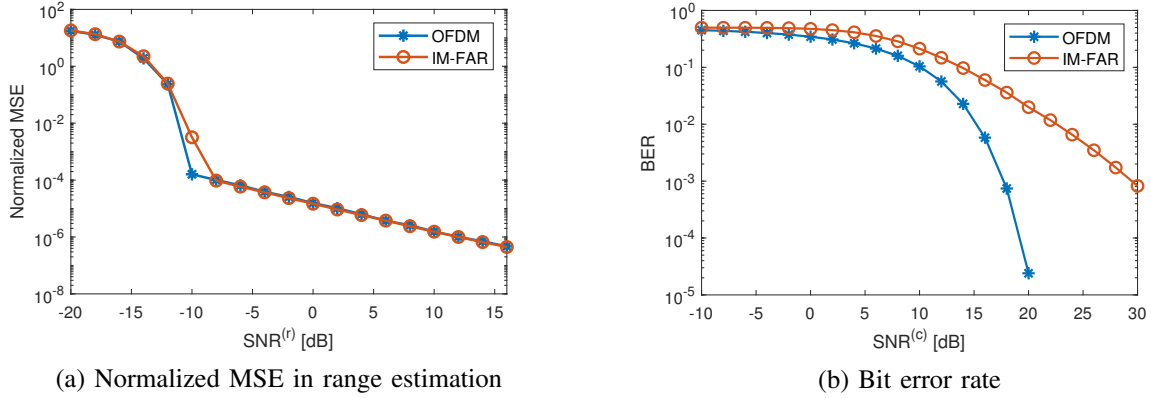 10^2
10^0
10^-2
10^-4
10^-6
10^-8
Normalized MSE
-20 -15 -10 -5 0 5 10 15
SNR^(r) [dB]
OFDM
IM-FAR
(a) Normalized MSE in range estimation
10^0
10^-1
10^-2
10^-3
10^-4
10^-5
BER
-10 -5 0 5 10 15 20 25 30
SNR^(c) [dB]
OFDM
IM-FAR
(b) Bit error rate